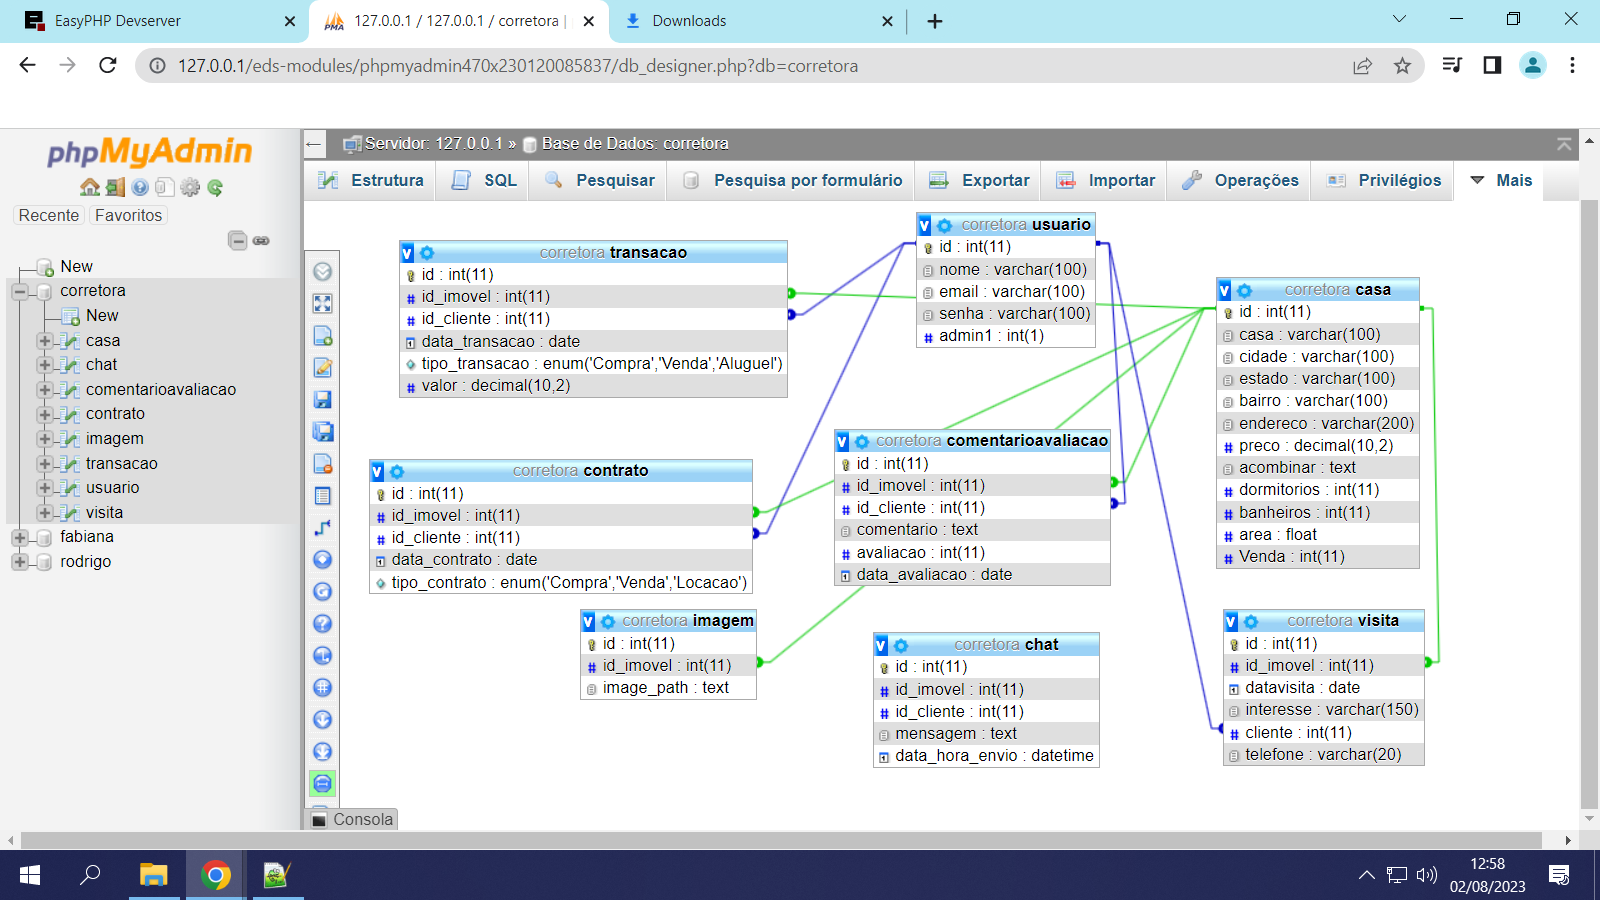 EasyPHP Devserver
127.0.0.1 / 127.0.0.1 / corretora |
Downloads
127.0.0.1/eds-modules/phpmyadmin470x230120085837/db_designer.php?db=corretora
phpMyAdmin
Recente
Favoritos
New
corretora
New
casa
chat
comentarioavaliacao
contrato
imagem
transacao
usuario
visita
fabiana
rodrigo
Servidor: 127.0.0.1 » Base de Dados: corretora
Estrutura
SQL
Pesquisar
Pesquisa por formulário
Exportar
Importar
Operações
Privilégios
Mais
corretora transacao
id : int(11)
id_imovel : int(11)
id_cliente : int(11)
data_transacao : date
tipo_transacao : enum('Compra','Venda','Aluguel')
valor : decimal(10,2)
corretora usuario
id : int(11)
nome : varchar(100)
email : varchar(100)
senha : varchar(100)
admin1 : int(1)
corretora casa
id : int(11)
casa : varchar(100)
cidade : varchar(100)
estado : varchar(100)
bairro : varchar(100)
endereco : varchar(200)
preco : decimal(10,2)
acombinar : text
dormitorios : int(11)
banheiros : int(11)
area : float
Venda : int(11)
corretora contrato
id : int(11)
id_imovel : int(11)
id_cliente : int(11)
data_contrato : date
tipo_contrato : enum('Compra','Venda','Locacao')
corretora comentarioavaliacao
id : int(11)
id_imovel : int(11)
id_cliente : int(11)
comentario : text
avaliacao : int(11)
data_avaliacao : date
corretora imagem
id : int(11)
id_imovel : int(11)
image_path : text
corretora chat
id : int(11)
id_imovel : int(11)
id_cliente : int(11)
mensagem : text
data_hora_envio : datetime
corretora visita
id : int(11)
id_imovel : int(11)
datavisita : date
interesse : varchar(150)
cliente : int(11)
telefone : varchar(20)
Consola
12:58
02/08/2023